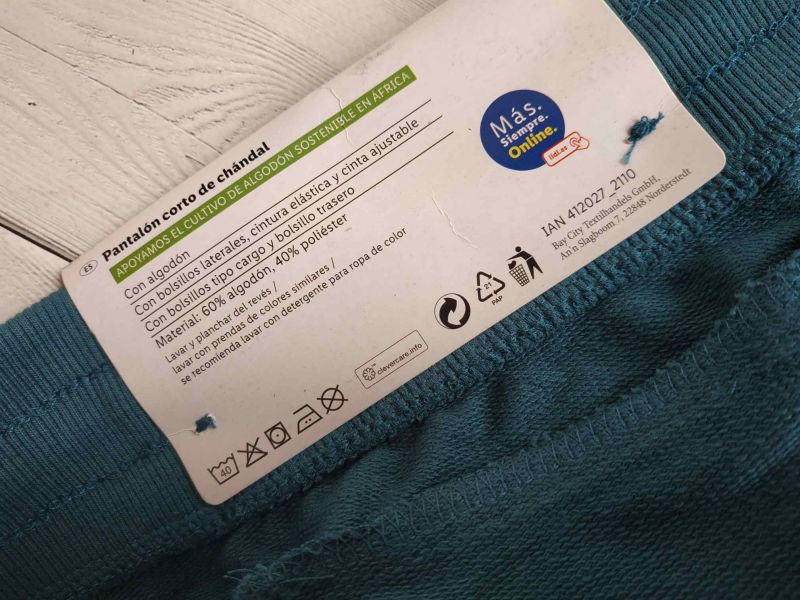 ES
Pantalón corto de chándal
APOYAMOS EL CULTIVO DE ALGODÓN SOSTENIBLE EN ÁFRICA
Con algodón
Con bolsillos laterales, cintura elástica y cinta ajustable
Con bolsillos tipo cargo y bolsillo trasero
Material: 60% algodón, 40% poliéster
Lavar y planchar del revés /
lavar con prendas de colores similares /
se recomienda lavar con detergente para ropa de color
clevercare.info
40
Más.
Siempre.
Online.
lidl.es
21
PAP
IAN 412027_2110
Bay City Textilhandels GmbH,
An'n Slagboom 7, 22848 Norderstedt